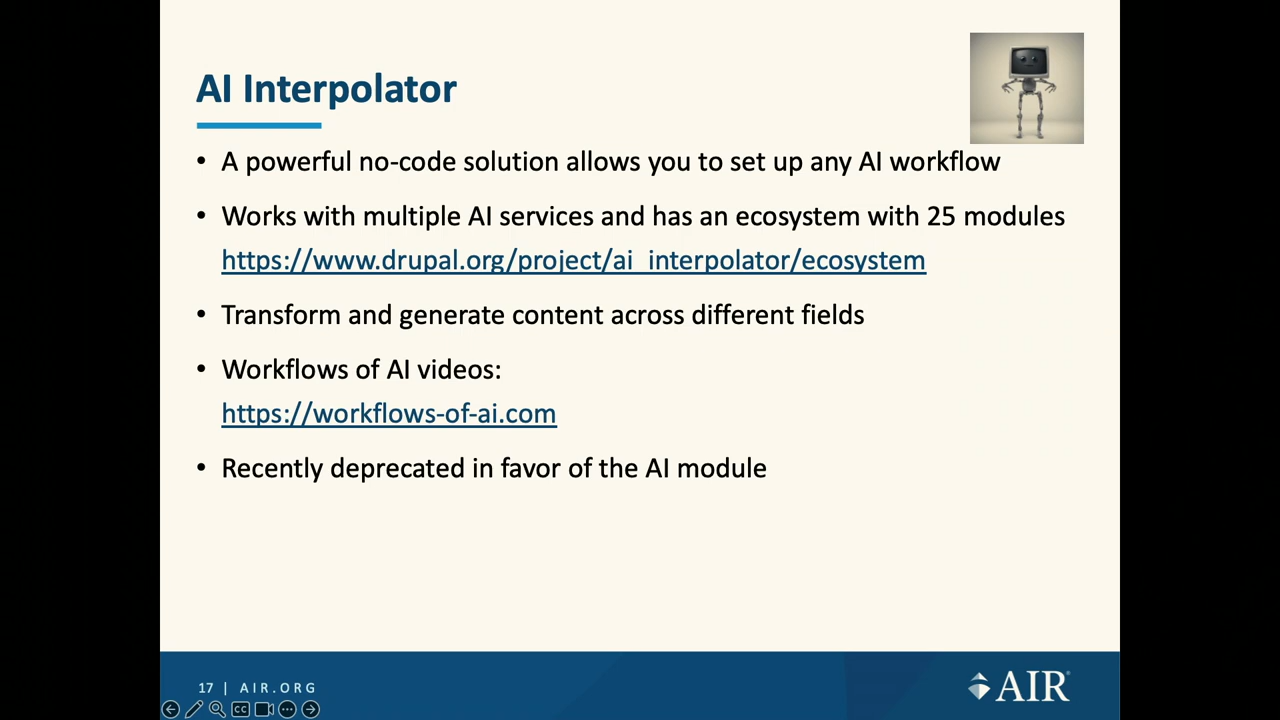 AI Interpolator
• A powerful no-code solution allows you to set up any AI workflow
• Works with multiple AI services and has an ecosystem with 25 modules
https://www.drupal.org/project/ai_interpolator/ecosystem
• Transform and generate content across different fields
• Workflows of AI videos:
https://workflows-of-ai.com
• Recently deprecated in favor of the AI module
17 | AIR.ORG
CC
AIR®